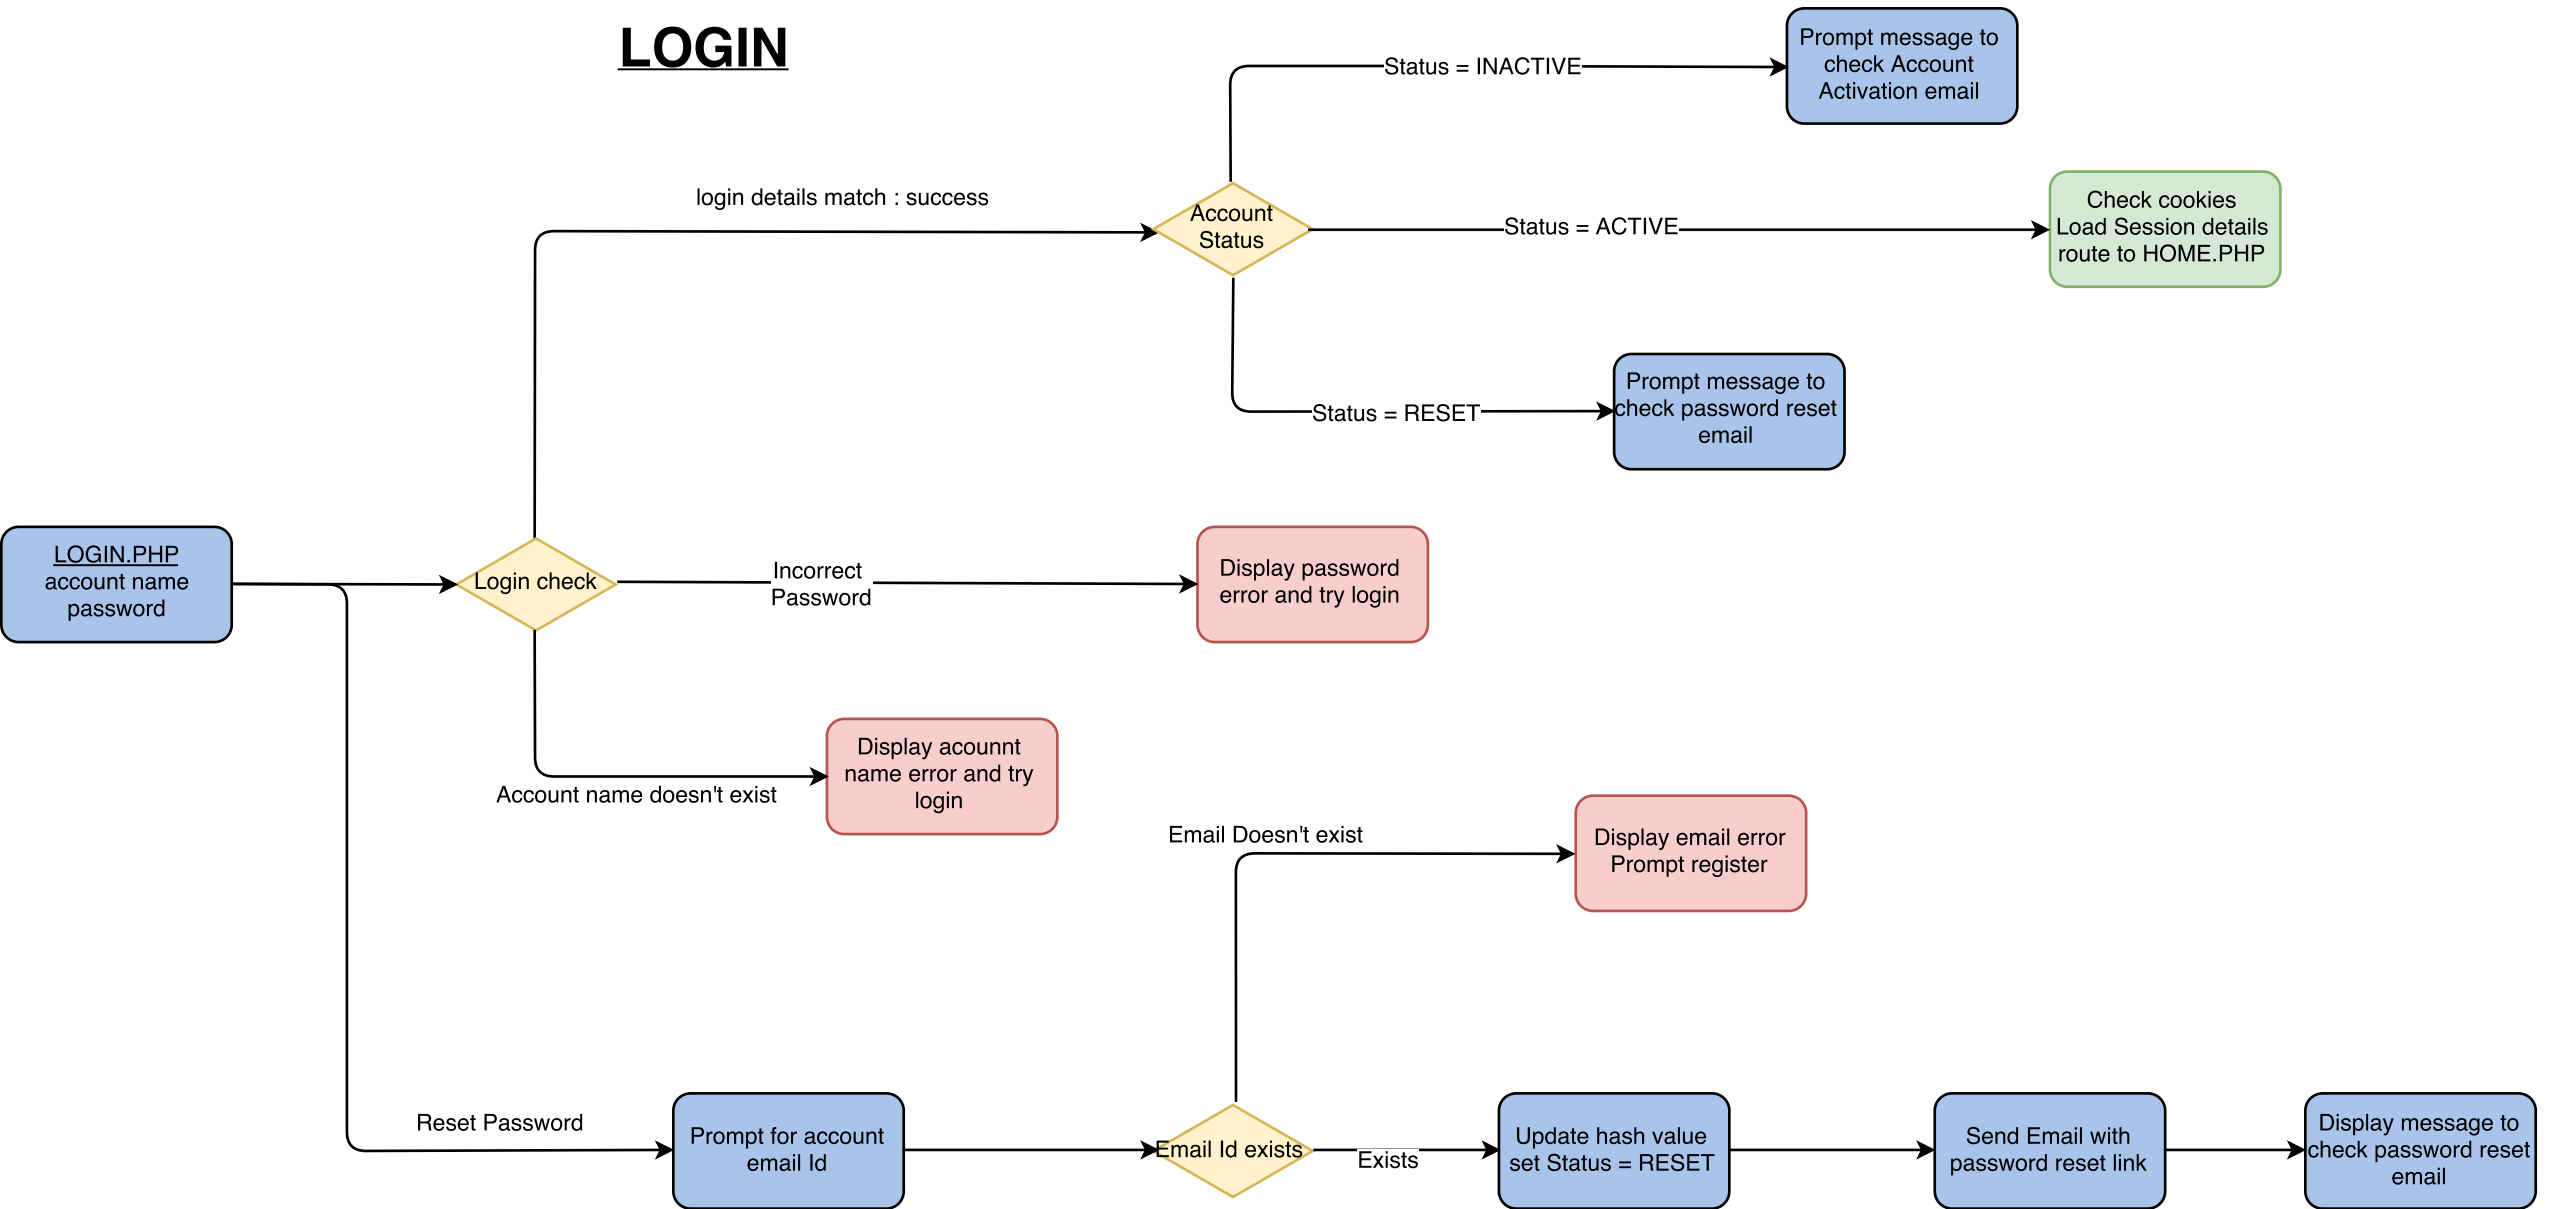 LOGIN
Prompt message to
check Account
Activation email
Status = INACTIVE
login details match : success
Account
Status
Status = ACTIVE
Check cookies
Load Session details
route to HOME.PHP
Status = RESET
Prompt message to
check password reset
email
LOGIN.PHP
account name
password
Login check
Incorrect
Password
Display password
error and try login
Account name doesn't exist
Display acounnt
name error and try
login
Email Doesn't exist
Display email error
Prompt register
Reset Password
Prompt for account
email Id
Email Id exists
Exists
Update hash value
set Status = RESET
Send Email with
password reset link
Display message to
check password reset
email